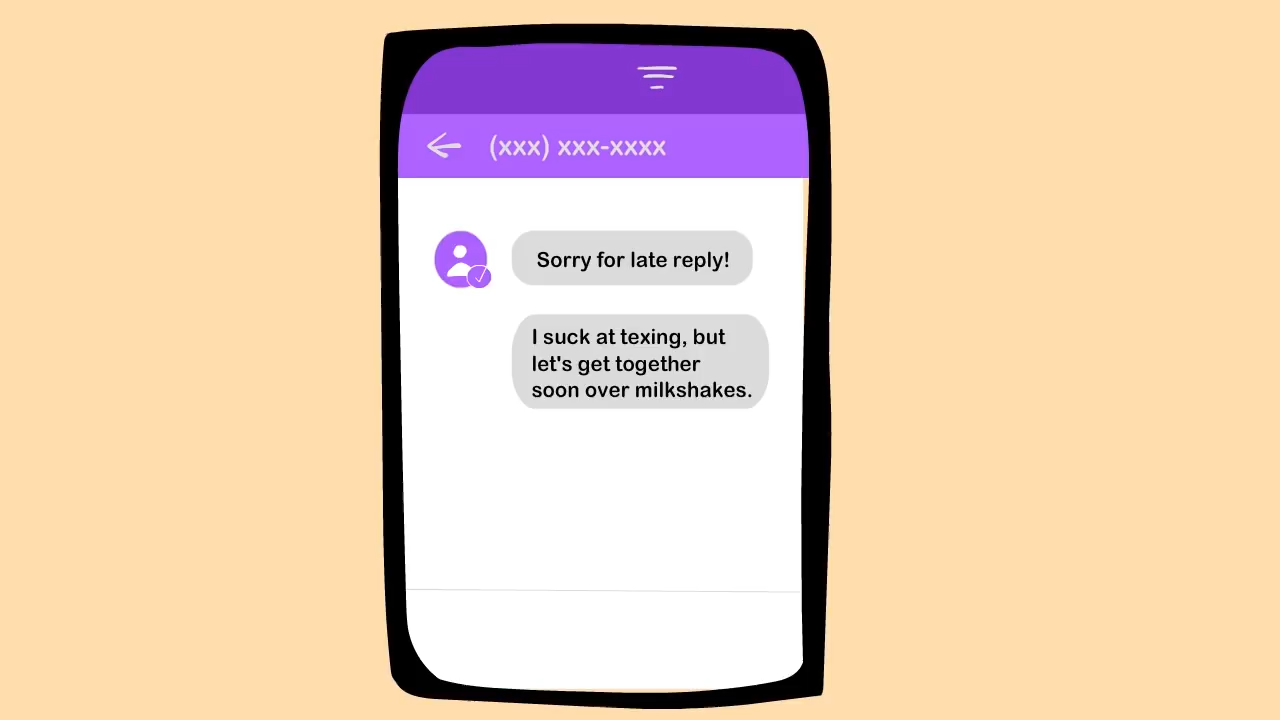 (xxx) xxx-xxxx
Sorry for late reply!
I suck at texing, but
let's get together
soon over milkshakes.